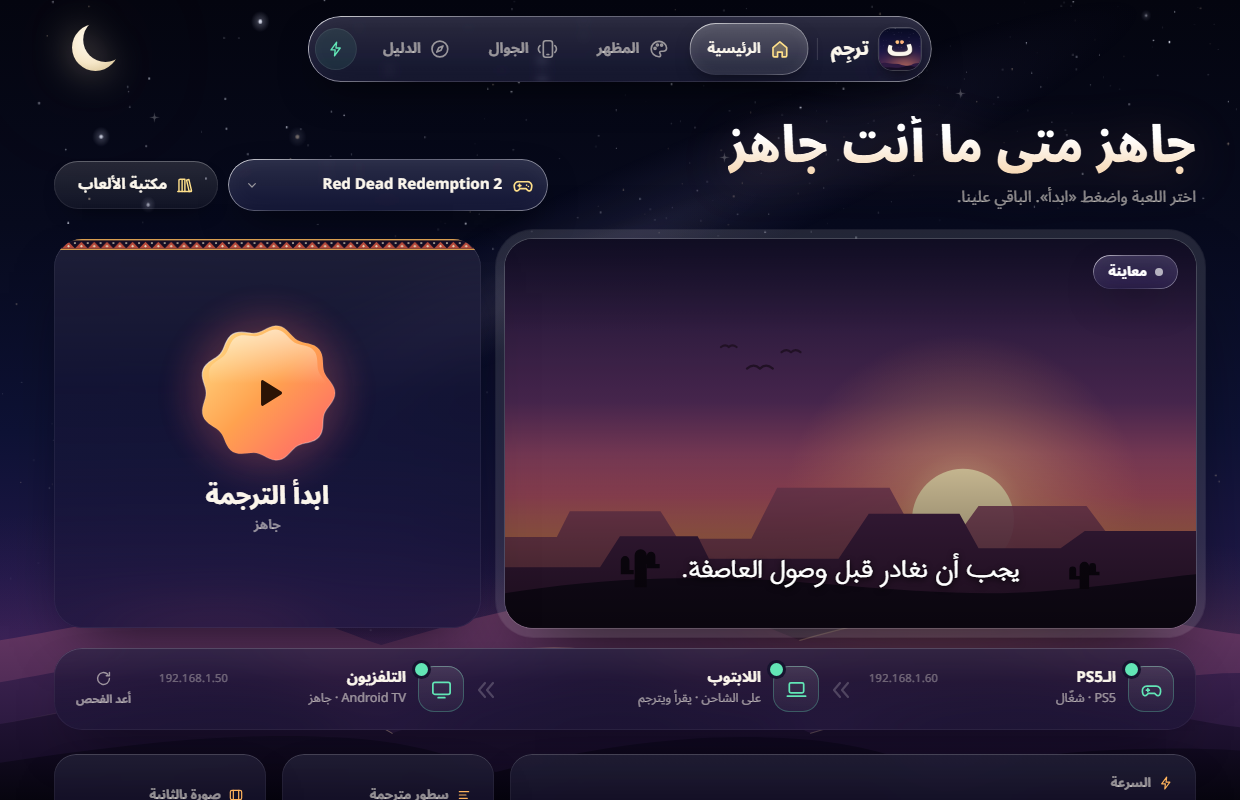 ت ترجم الرئيسية المظهر الجوال الدليل
جاهز متى ما أنت جاهز
اختر اللعبة واضغط «ابدأ». الباقي علينا.
Red Dead Redemption 2
مكتبة الألعاب
معاينة
يجب أن نغادر قبل وصول العاصفة.
ابدأ الترجمة
جاهز
الـPS5
PS5 · شغّال
192.168.1.60
اللابتوب
على الشاحن · يقرأ ويترجم
التلفزيون
Android TV · جاهز
192.168.1.50
أعد الفحص
السرعة
سطور مترجمة
صورة بالثانية